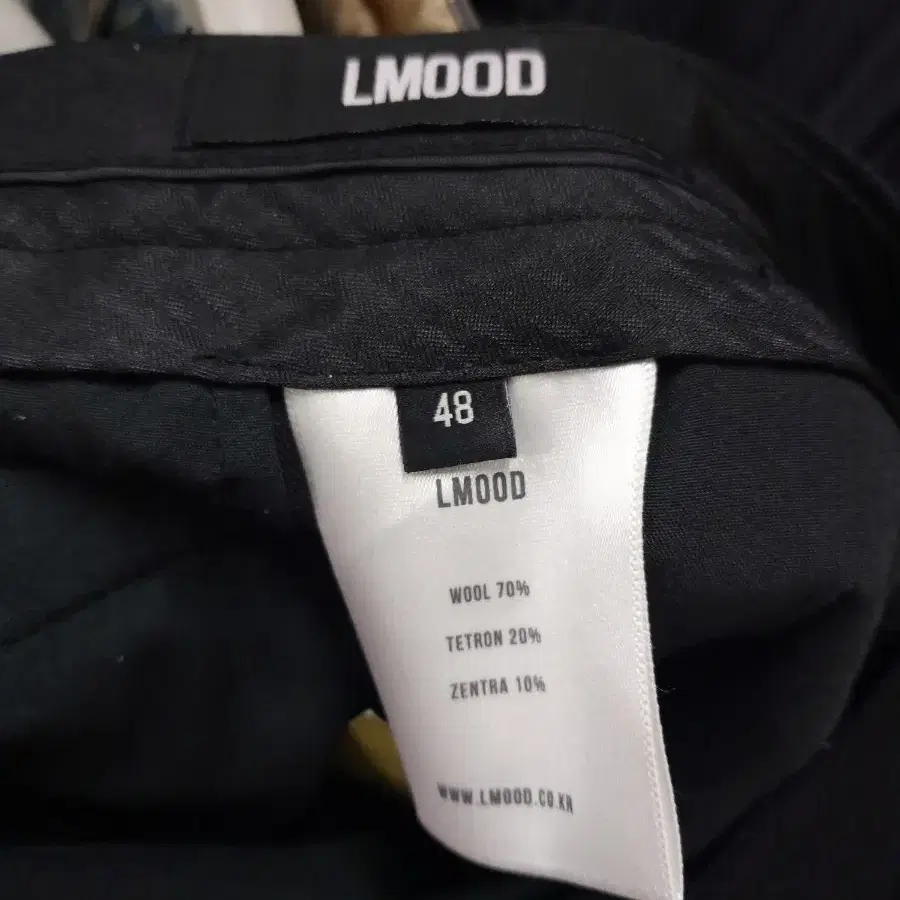 LMOOD
48
LMOOD
WOOL 70%
TETRON 20%
ZENTRA 10%
WWW.LMOOD.CO.KR